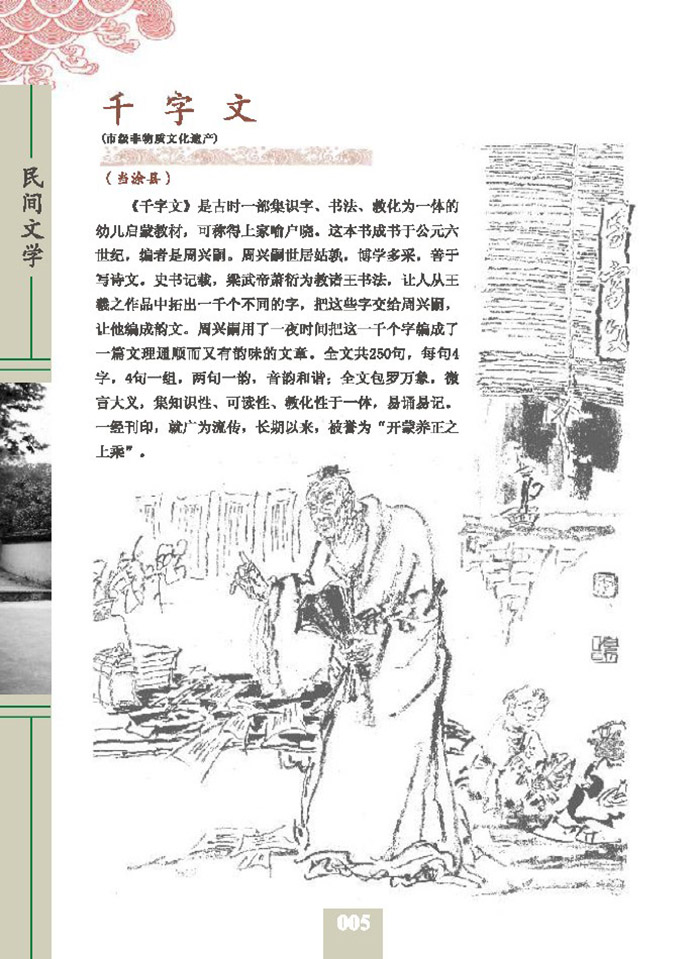 千字文
(市级非物质文化遗产)
（当涂县）
民间文学
《千字文》是古时一部集识字、书法、教化为一体的
幼儿启蒙教材，可称得上家喻户晓。这本书成书于公元六
世纪，编者是周兴嗣。周兴嗣世居姑孰，博学多采，善于
写诗文。史书记载，梁武帝萧衍为教诸王书法，让人从王
羲之作品中拓出一千个不同的字，把这些字交给周兴嗣，
让他编成韵文。周兴嗣用了一夜时间把这一千个字编成了
一篇文理通顺而又有韵味的文章。全文共250句，每句4
字，4句一组，两句一韵，音韵和谐；全文包罗万象，微
言大义，集知识性、可读性、教化性于一体，易诵易记。
一经刊印，就广为流传，长期以来，被誉为“开蒙养正之
上乘”。
005